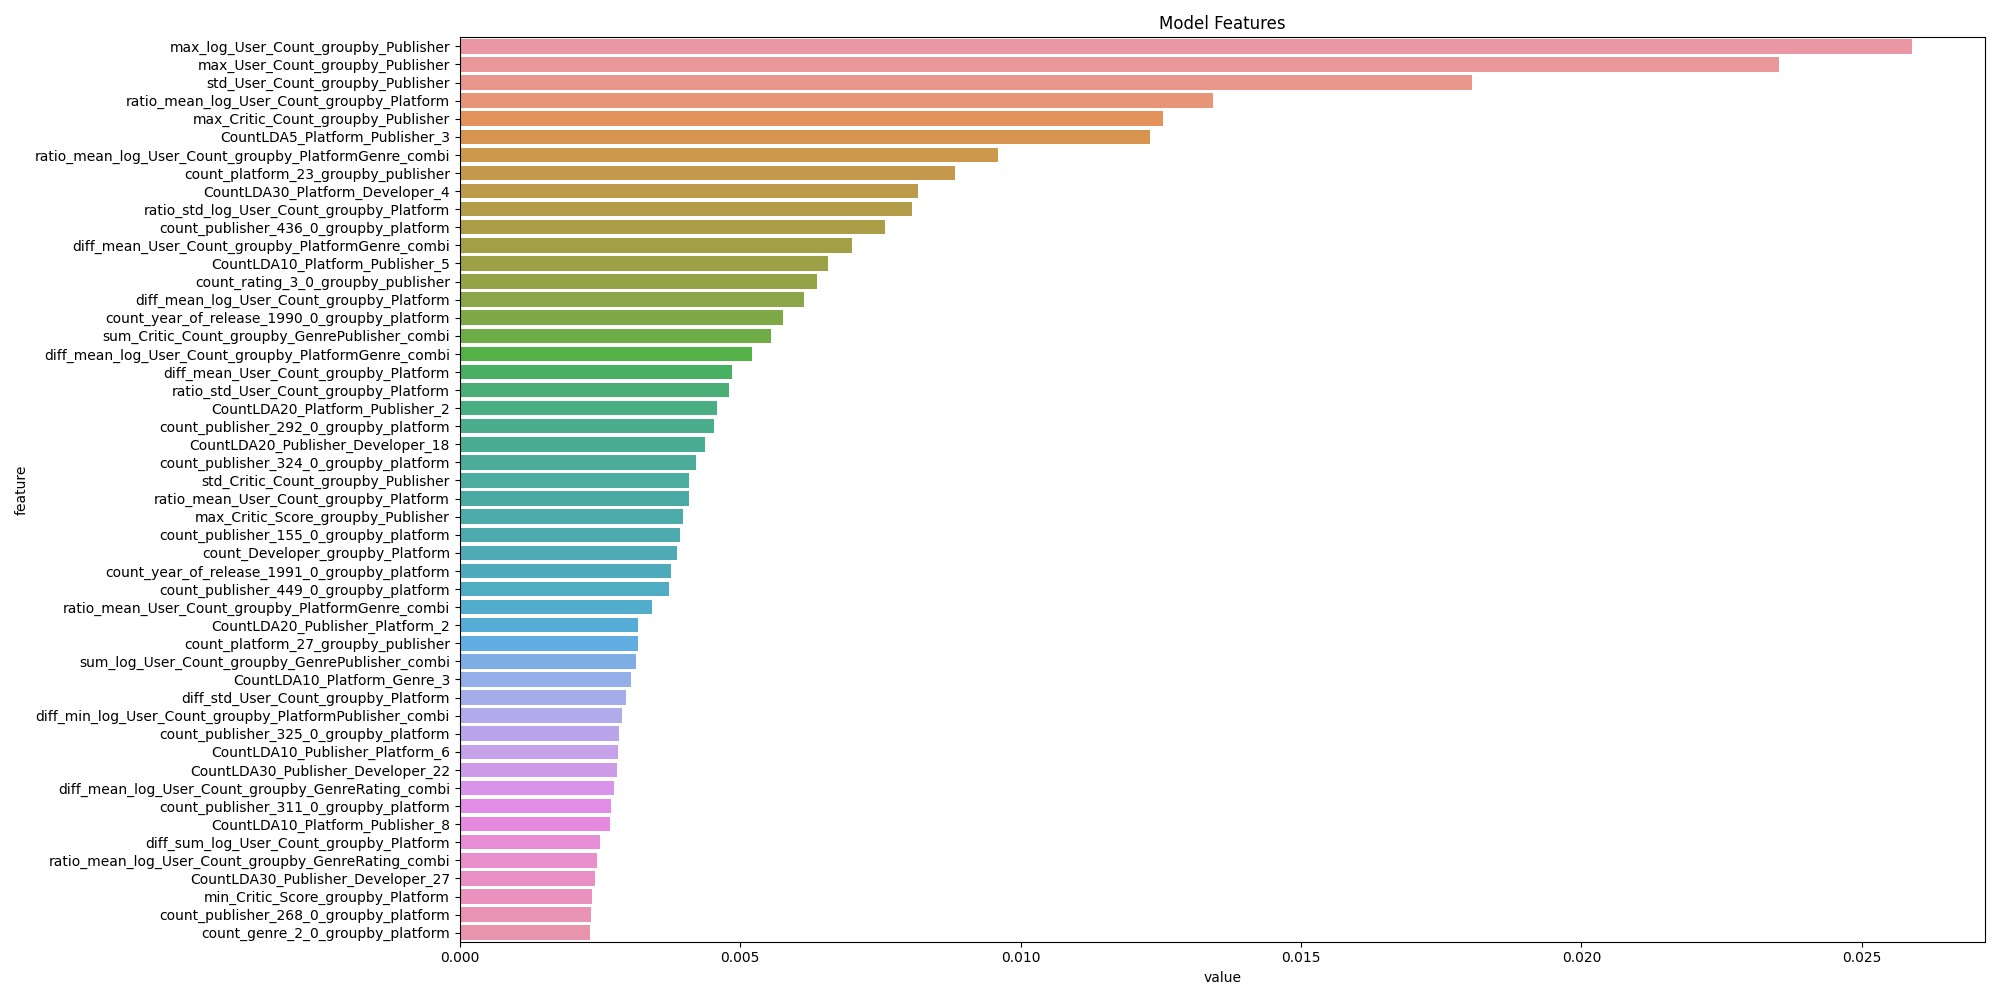 Model Features
max_log_User_Count_groupby_Publisher
max_User_Count_groupby_Publisher
std_User_Count_groupby_Publisher
ratio_mean_log_User_Count_groupby_Platform
max_Critic_Count_groupby_Publisher
CountLDA5_Platform_Publisher_3
ratio_mean_log_User_Count_groupby_PlatformGenre_combi
count_platform_23_groupby_publisher
CountLDA30_Platform_Developer_4
ratio_std_log_User_Count_groupby_Platform
count_publisher_436_0_groupby_platform
diff_mean_User_Count_groupby_PlatformGenre_combi
CountLDA10_Platform_Publisher_5
count_rating_3_0_groupby_publisher
diff_mean_log_User_Count_groupby_Platform
count_year_of_release_1990_0_groupby_platform
sum_Critic_Count_groupby_GenrePublisher_combi
diff_mean_log_User_Count_groupby_PlatformGenre_combi
diff_mean_User_Count_groupby_Platform
ratio_std_User_Count_groupby_Platform
CountLDA20_Platform_Publisher_2
count_publisher_292_0_groupby_platform
CountLDA20_Publisher_Developer_18
count_publisher_324_0_groupby_platform
std_Critic_Count_groupby_Publisher
ratio_mean_User_Count_groupby_Platform
max_Critic_Score_groupby_Publisher
count_publisher_155_0_groupby_platform
count_Developer_groupby_Platform
count_year_of_release_1991_0_groupby_platform
count_publisher_449_0_groupby_platform
ratio_mean_User_Count_groupby_PlatformGenre_combi
CountLDA20_Publisher_Platform_2
count_platform_27_groupby_publisher
sum_log_User_Count_groupby_GenrePublisher_combi
CountLDA10_Platform_Genre_3
diff_std_User_Count_groupby_Platform
diff_min_log_User_Count_groupby_PlatformPublisher_combi
count_publisher_325_0_groupby_platform
CountLDA10_Publisher_Platform_6
CountLDA30_Publisher_Developer_22
diff_mean_log_User_Count_groupby_GenreRating_combi
count_publisher_311_0_groupby_platform
CountLDA10_Platform_Publisher_8
diff_sum_log_User_Count_groupby_Platform
ratio_mean_log_User_Count_groupby_GenreRating_combi
CountLDA30_Publisher_Developer_27
min_Critic_Score_groupby_Platform
count_publisher_268_0_groupby_platform
count_genre_2_0_groupby_platform
feature
0.000 0.005 0.010 0.015 0.020 0.025
value